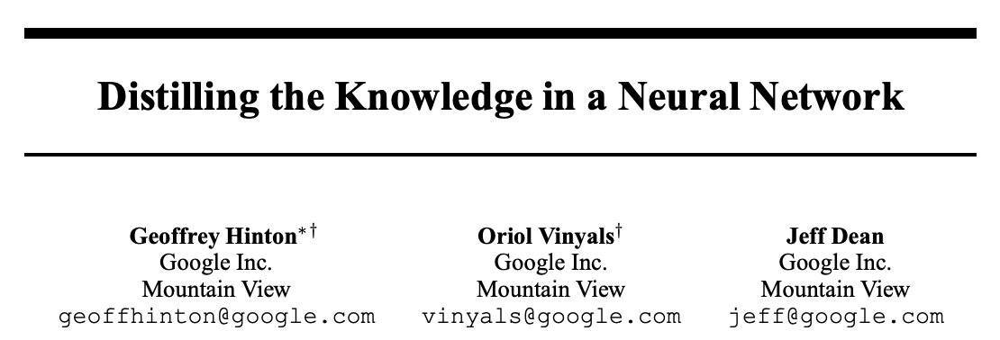 Distilling the Knowledge in a Neural Network
Geoffrey Hinton*†
Google Inc.
Mountain View
geoffhinton@google.com
Oriol Vinyals†
Google Inc.
Mountain View
vinyals@google.com
Jeff Dean
Google Inc.
Mountain View
jeff@google.com